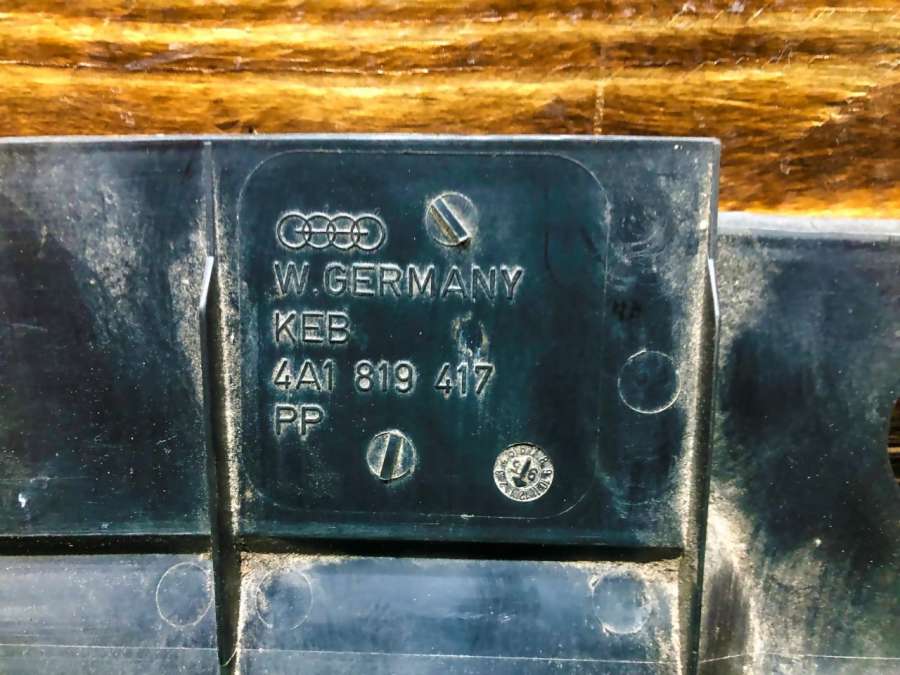 W. GERMANY
KEB
4A1 819 417
PP